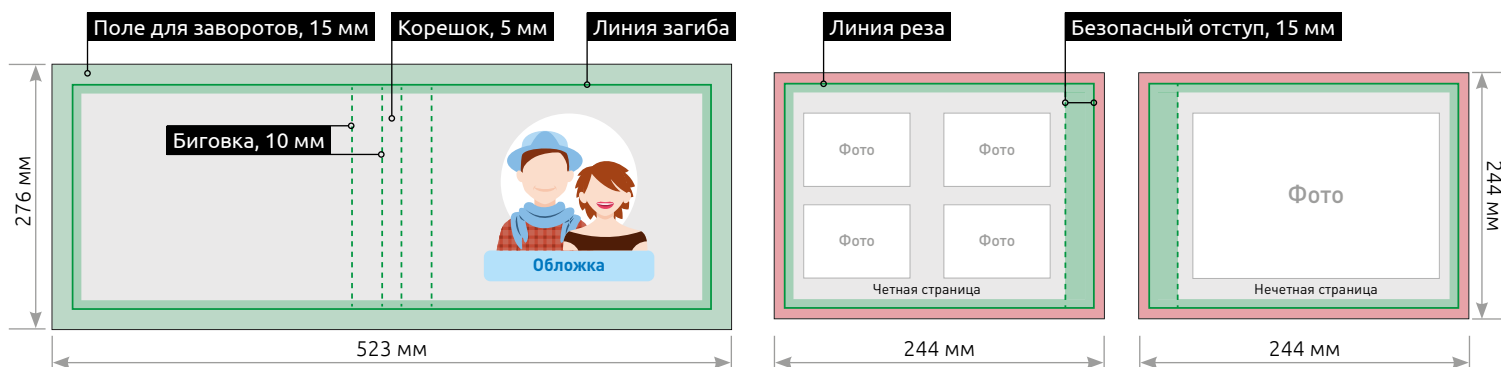 Поле для заворотов, 15 мм
Корешок, 5 мм
Линия загиба
Биговка, 10 мм
Обложка
276 мм
523 мм
Линия реза
Безопасный отступ, 15 мм
Фото
Фото
Фото
Фото
Четная страница
244 мм
Фото
Нечетная страница
244 мм
244 мм